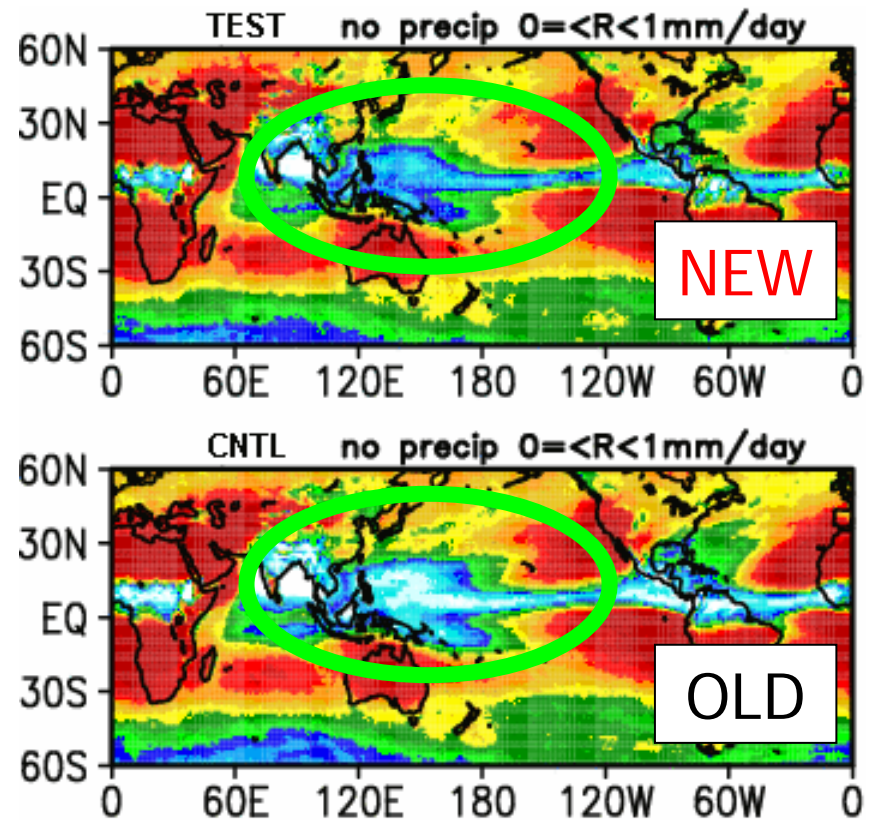 TEST no precip 0=<R<1mm/day
60N
30N
EQ
30S
60S
NEW
0 60E 120E 180 120W 60W 0
CNTL no precip 0=<R<1mm/day
60N
30N
EQ
30S
60S
OLD
0 60E 120E 180 120W 60W 0